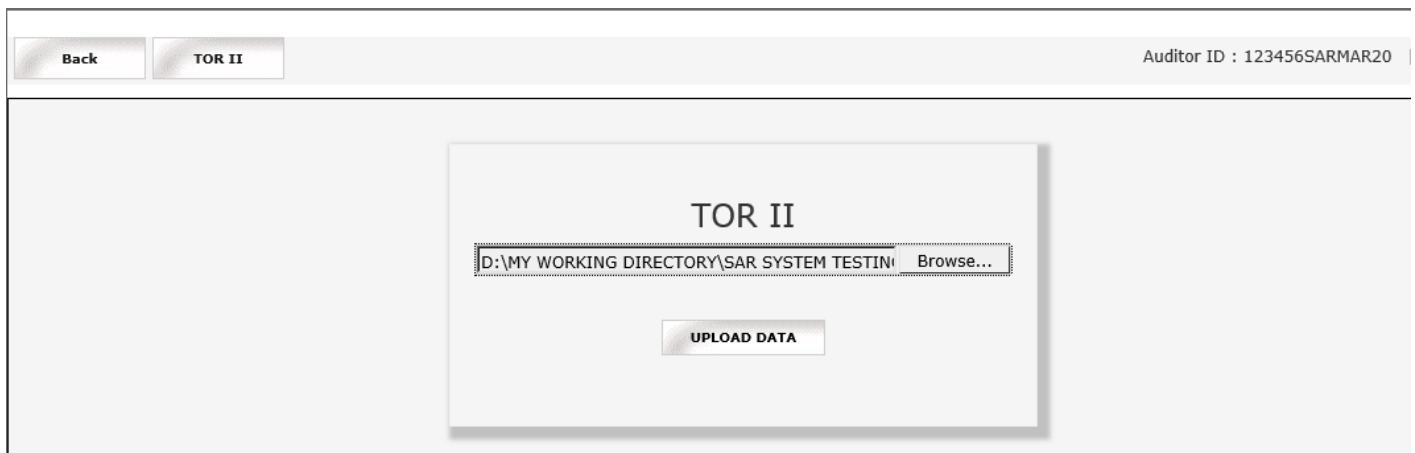 Back TOR II Auditor ID : 123456SARMAR20
TOR II
D:\MY WORKING DIRECTORY\SAR SYSTEM TESTIN Browse...
UPLOAD DATA